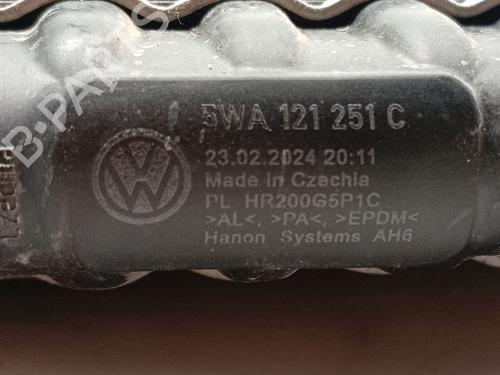 5WA 121 251 C
23.02.2024 20:11
Made in Czechia
PL HR200G5P1C
>AL<, >PA<, >EPDM<
Hanon Systems AH6
B-PARTS
Czechia